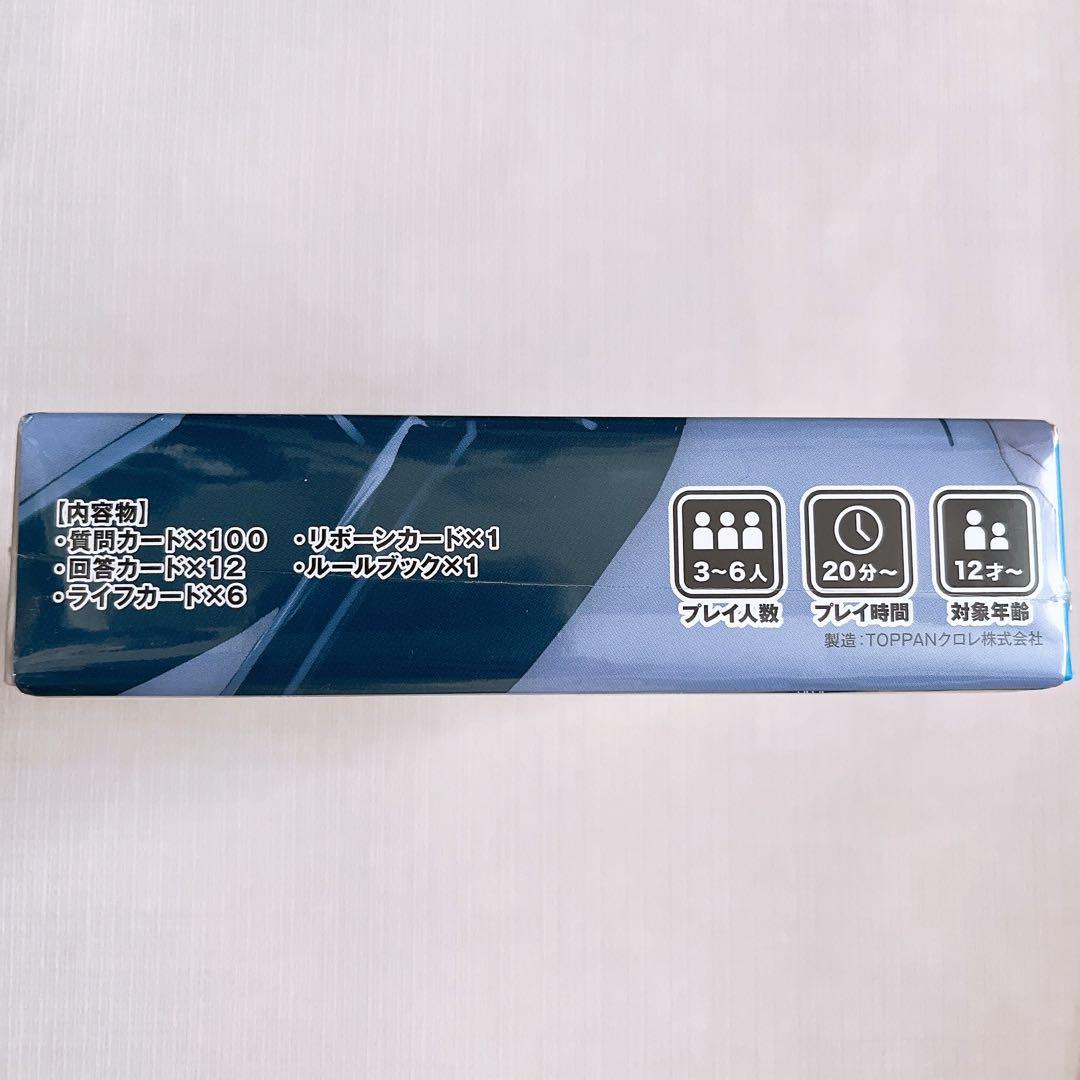 【内容物】
・質問カード×100
・回答カード×12
・ライフカード×6
・リボーンカード×1
・ルールブック×1
3〜6人
プレイ人数
20分〜
プレイ時間
12才〜
対象年齢
製造：TOPPANクロレ株式会社